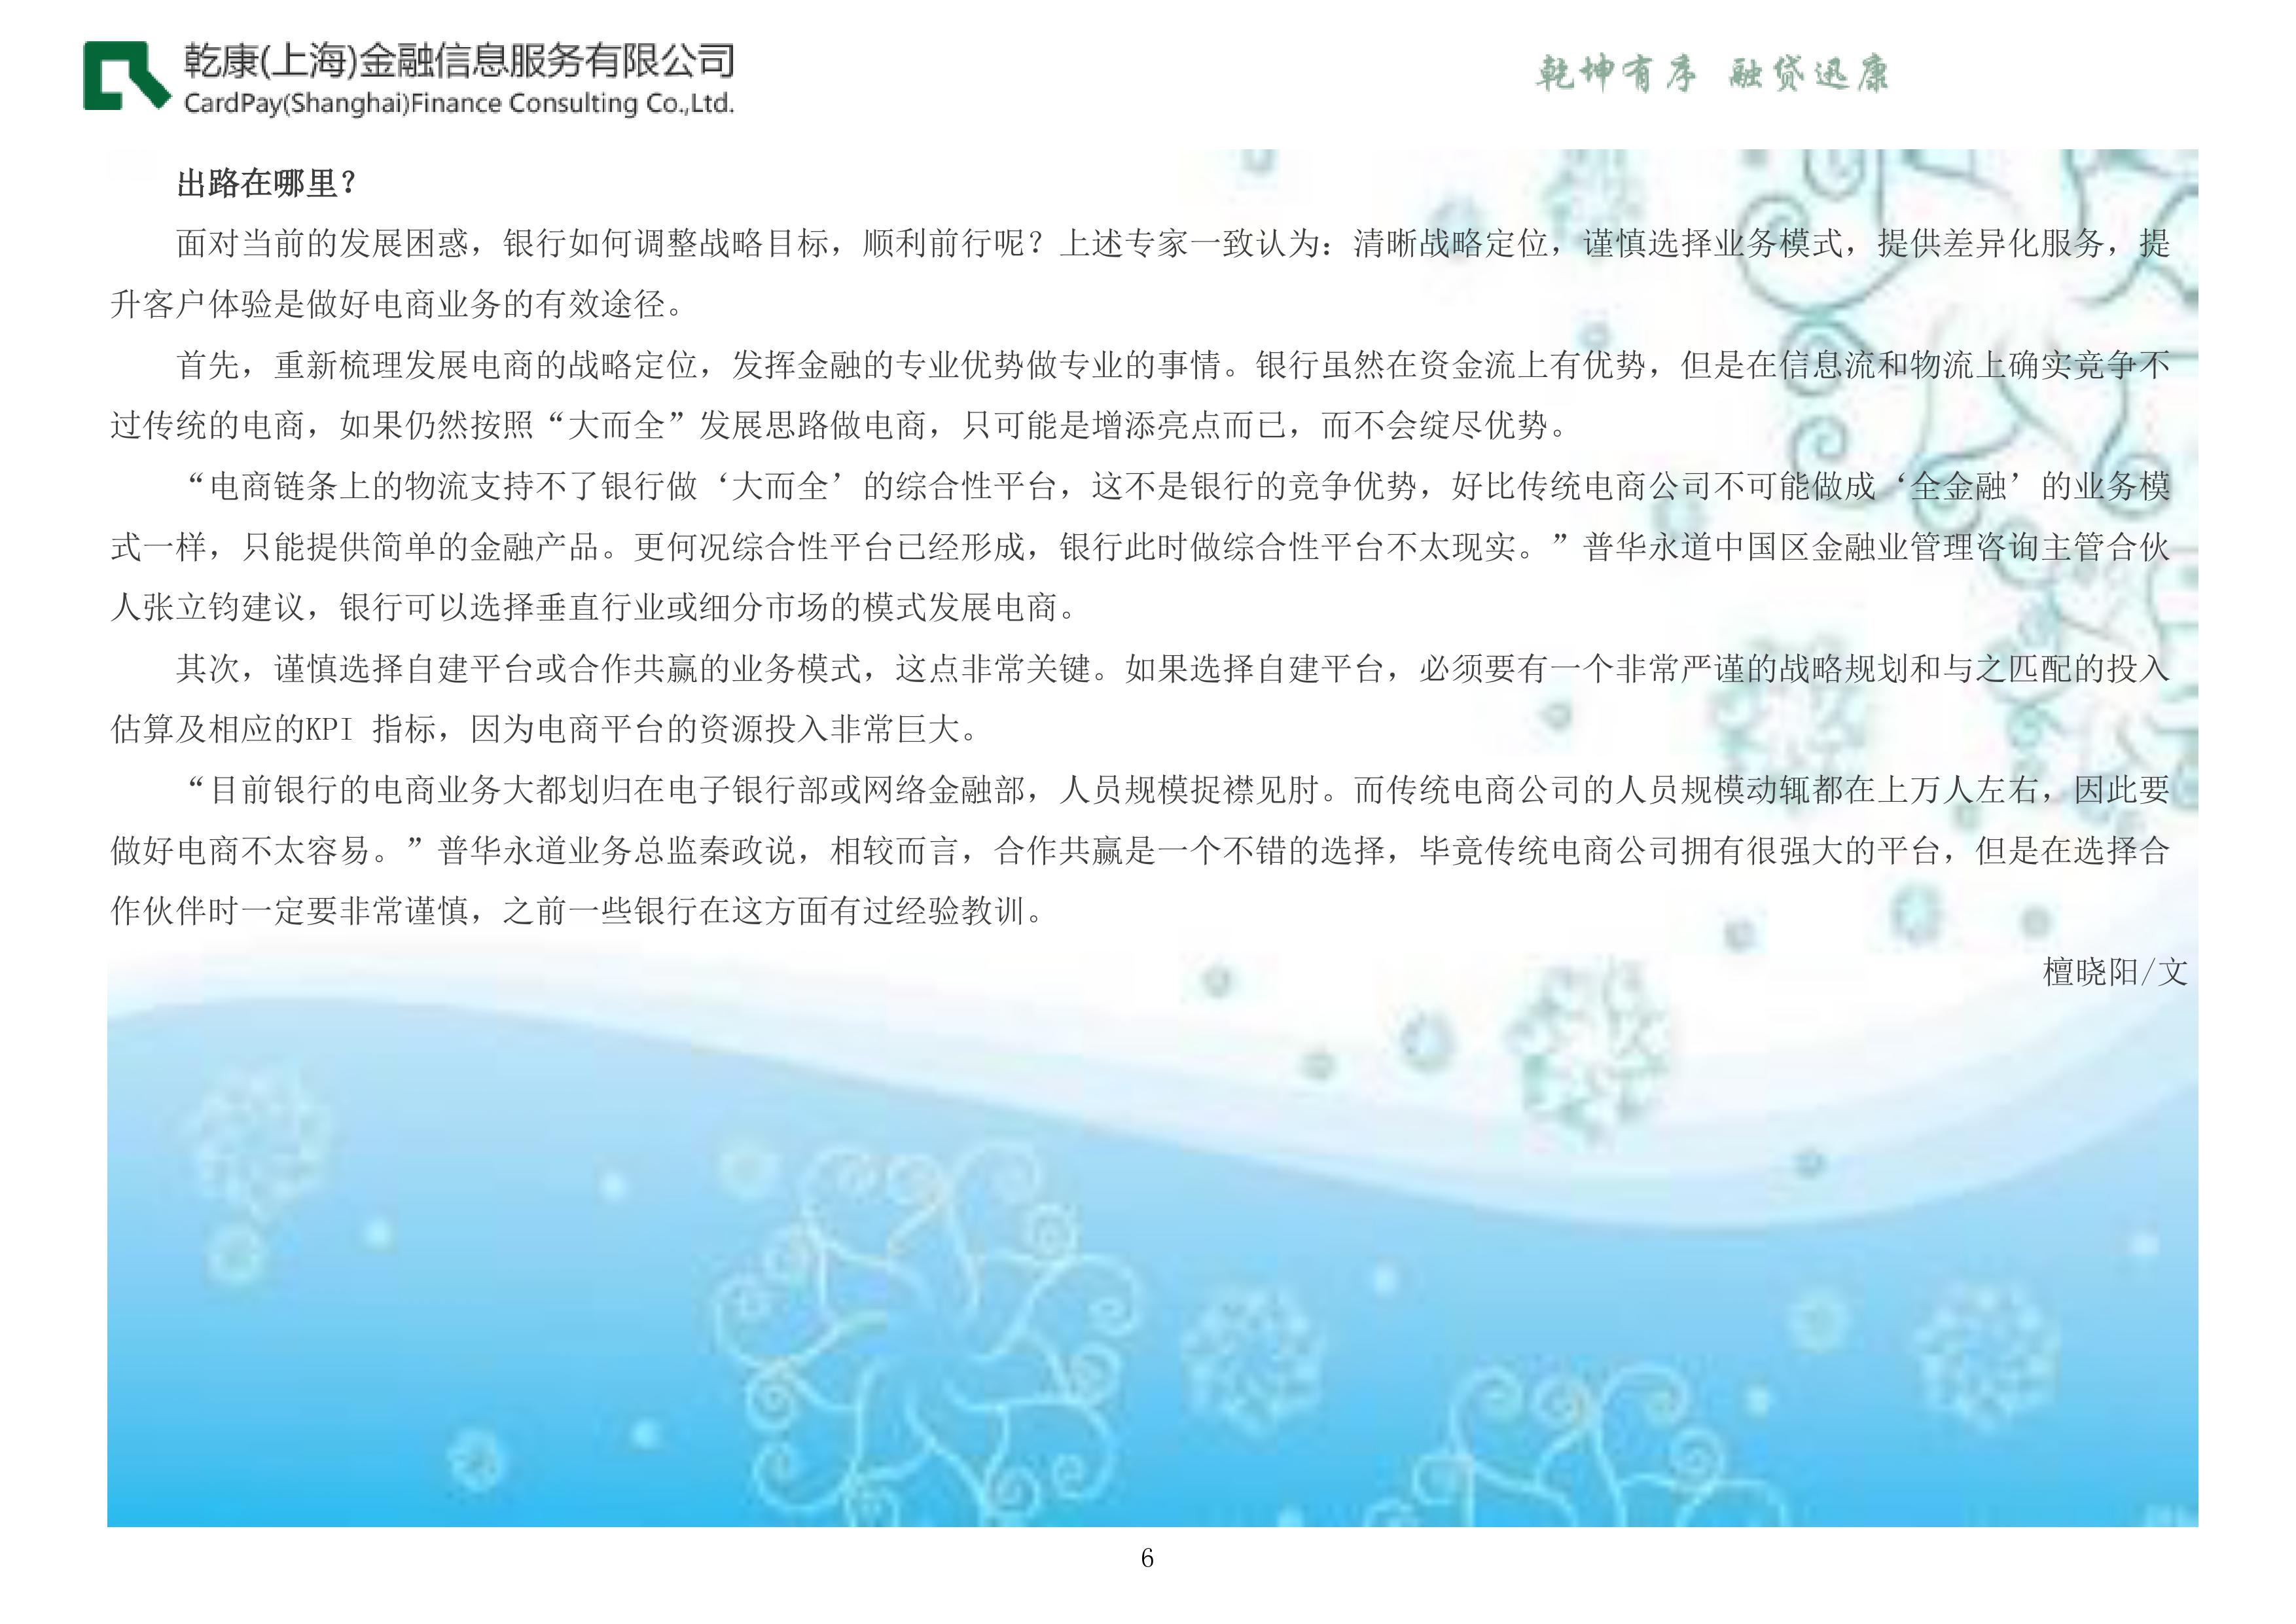 乾康(上海)金融信息服务有限公司
CardPay(Shanghai)Finance Consulting Co.,Ltd.
乾坤有序 融贷迅康
出路在哪里？
面对当前的发展困惑，银行如何调整战略目标，顺利前行呢？上述专家一致认为：清晰战略定位，谨慎选择业务模式，提供差异化服务，提
升客户体验是做好电商业务的有效途径。
首先，重新梳理发展电商的战略定位，发挥金融的专业优势做专业的事情。银行虽然在资金流上有优势，但是在信息流和物流上确实竞争不
过传统的电商，如果仍然按照“大而全”发展思路做电商，只可能是增添亮点而已，而不会绽尽优势。
“电商链条上的物流支持不了银行做‘大而全’的综合性平台，这不是银行的竞争优势，好比传统电商公司不可能做成‘全金融’的业务模
式一样，只能提供简单的金融产品。更何况综合性平台已经形成，银行此时做综合性平台不太现实。”普华永道中国区金融业管理咨询主管合伙
人张立钧建议，银行可以选择垂直行业或细分市场的模式发展电商。
其次，谨慎选择自建平台或合作共赢的业务模式，这点非常关键。如果选择自建平台，必须要有一个非常严谨的战略规划和与之匹配的投入
估算及相应的KPI 指标，因为电商平台的资源投入非常巨大。
“目前银行的电商业务大都划归在电子银行部或网络金融部，人员规模捉襟见肘。而传统电商公司的人员规模动辄都在上万人左右，因此要
做好电商不太容易。”普华永道业务总监秦政说，相较而言，合作共赢是一个不错的选择，毕竟传统电商公司拥有很强大的平台，但是在选择合
作伙伴时一定要非常谨慎，之前一些银行在这方面有过经验教训。
檀晓阳/文
6